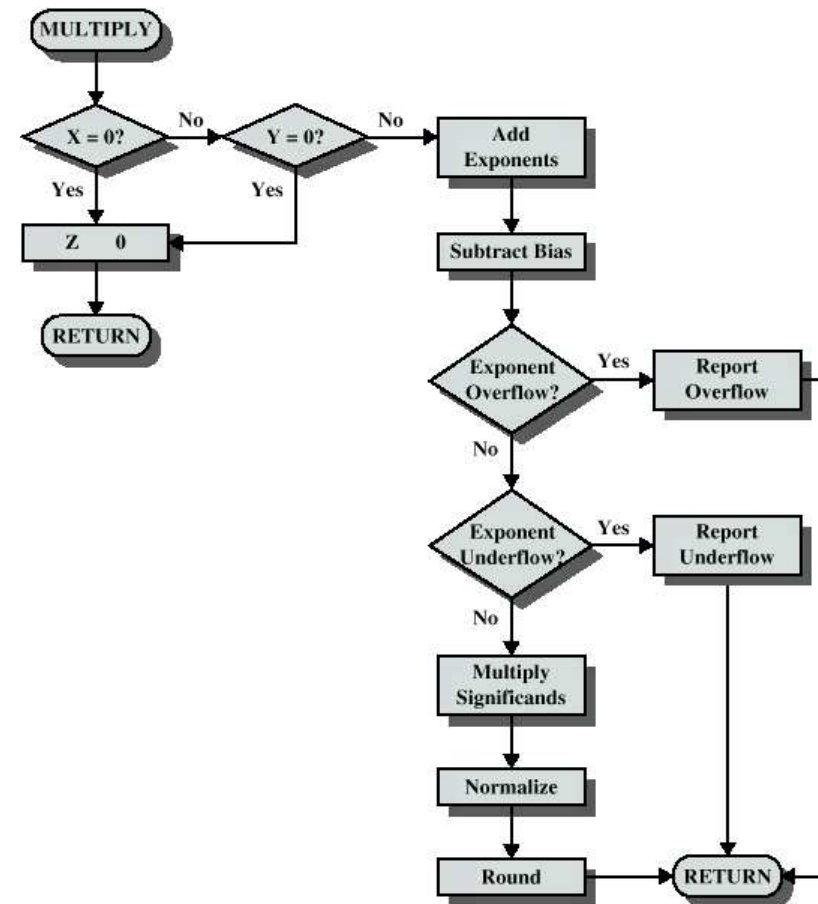 MULTIPLY
X = 0?
No
Y = 0?
No
Add
Exponents
Yes
Yes
Z 0
Subtract Bias
RETURN
Exponent
Overflow?
Yes
Report
Overflow
No
Exponent
Underflow?
Yes
Report
Underflow
No
Multiply
Significands
Normalize
Round
RETURN